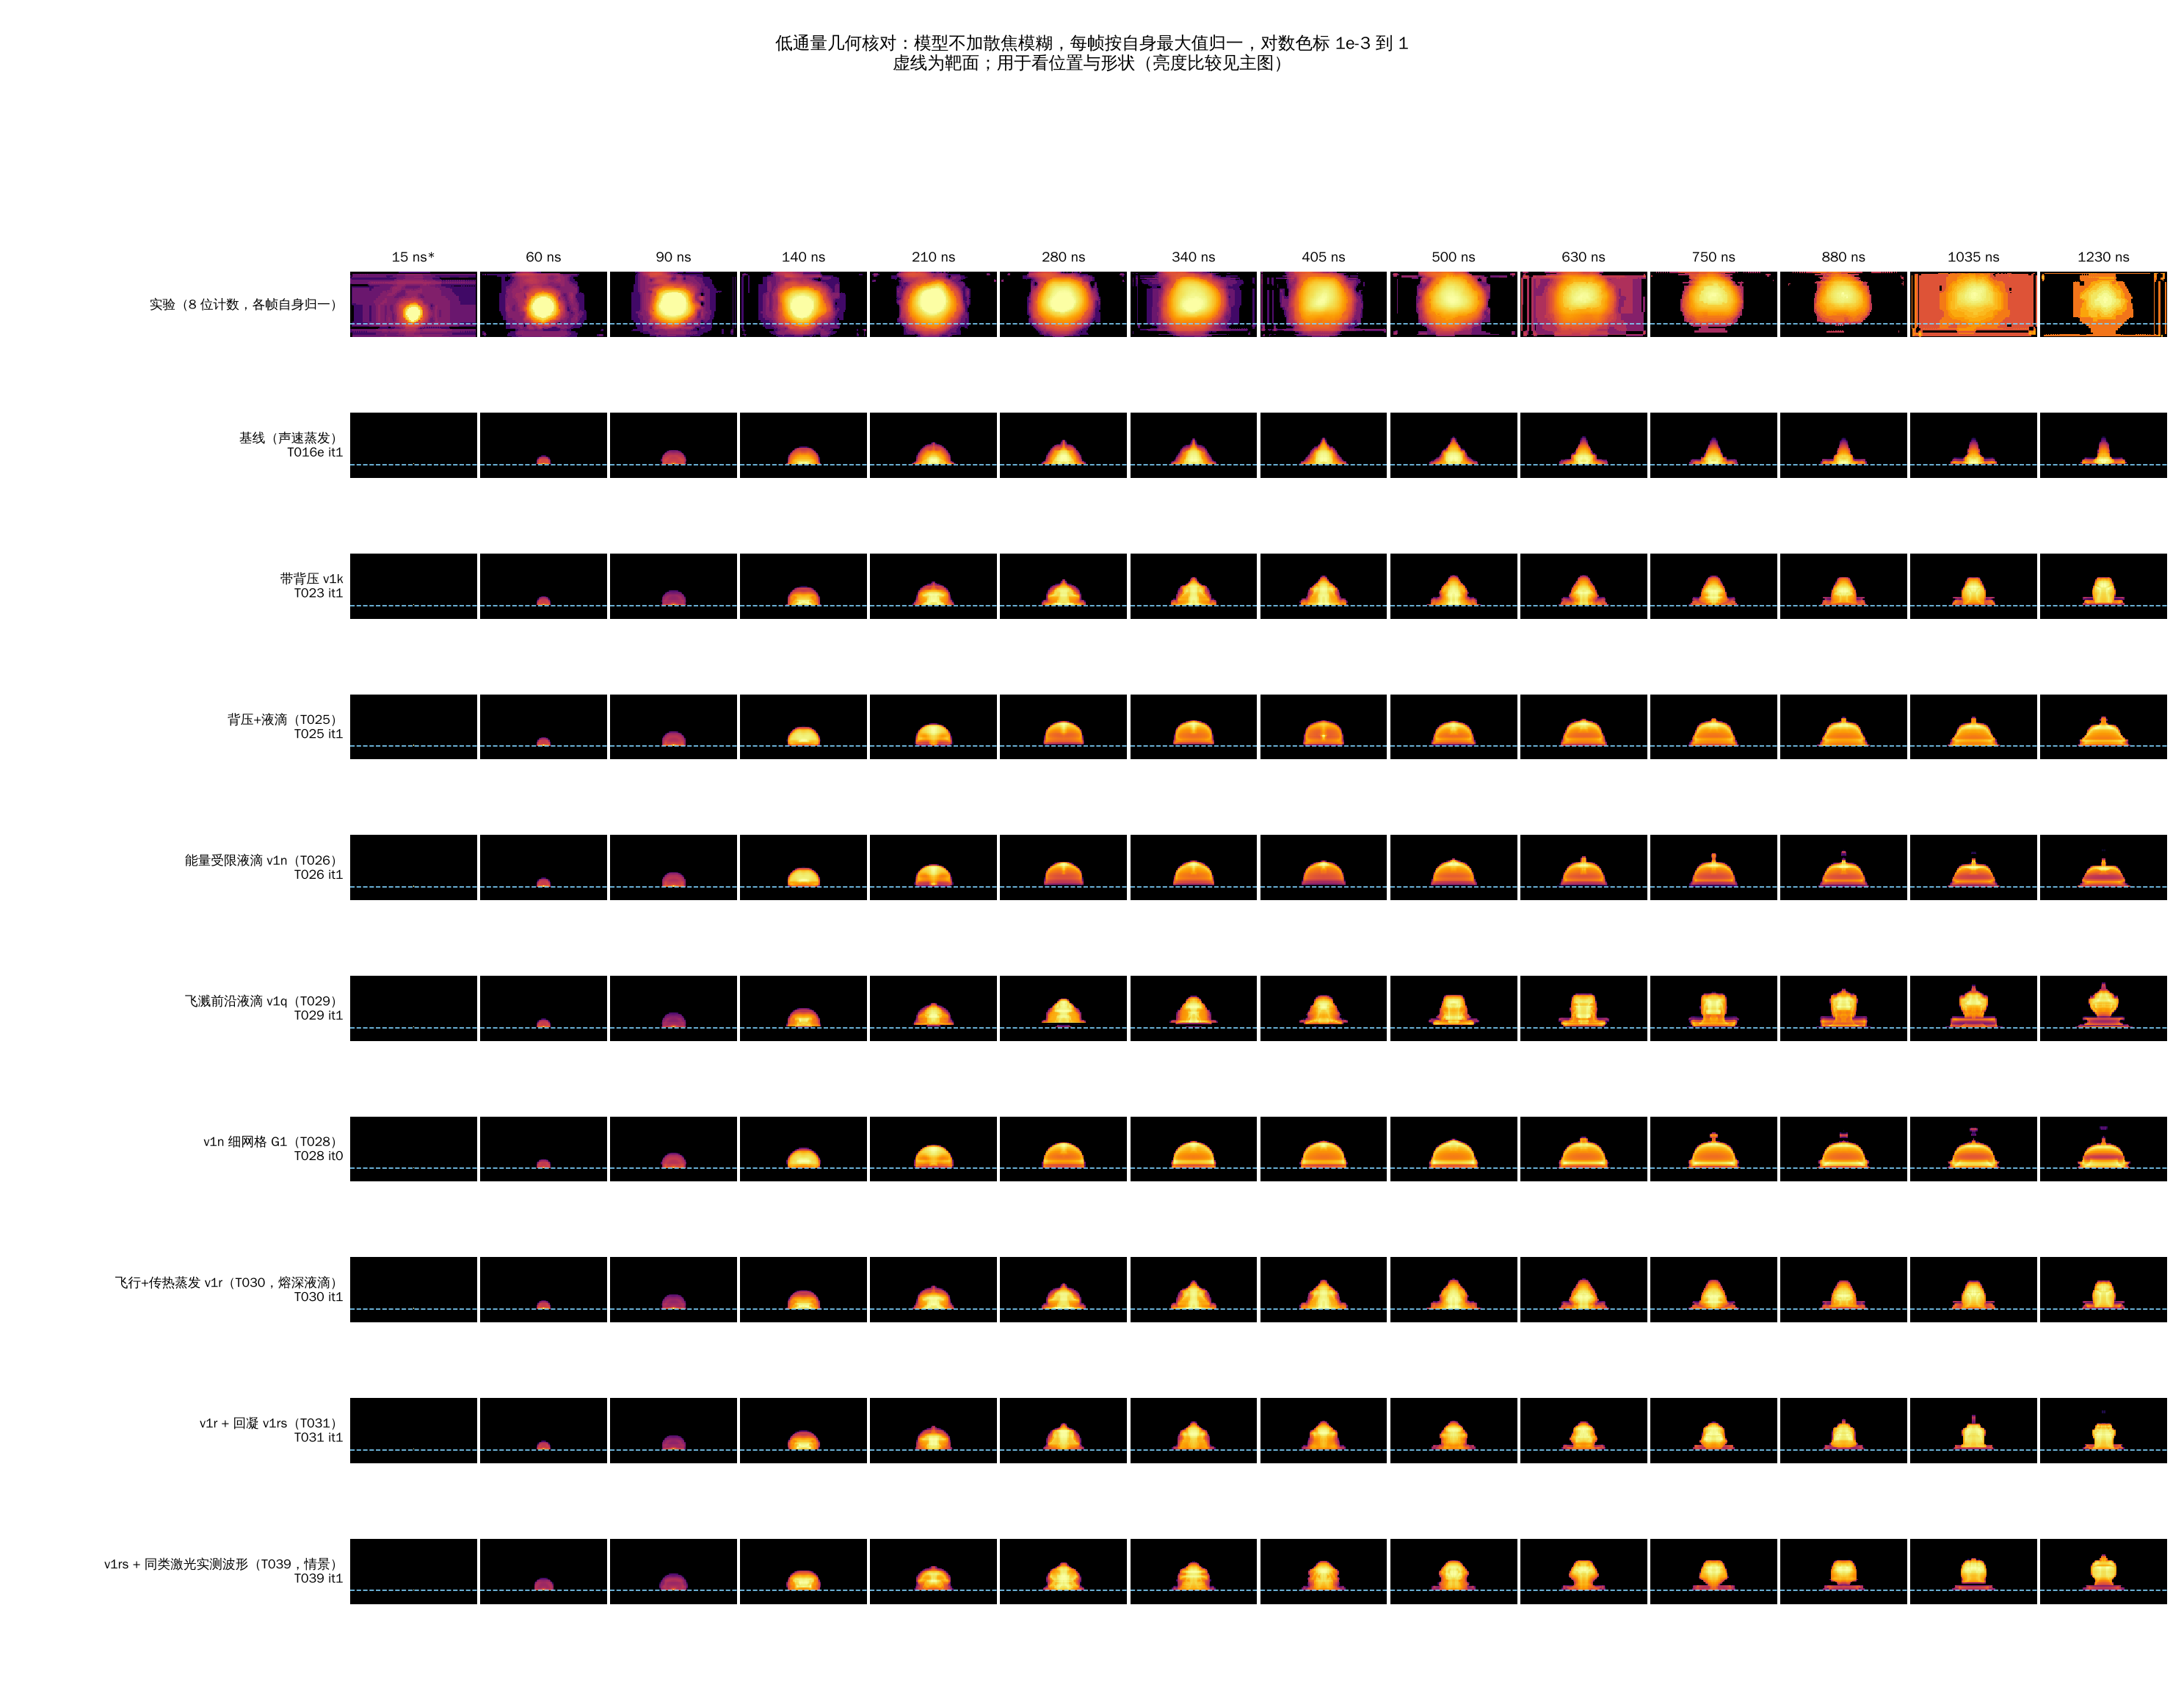 低通量几何核对：模型不加散焦模糊，每帧按自身最大值归一，对数色标 1e-3 到 1
虚线为靶面；用于看位置与形状（亮度比较见主图）
15 ns*
60 ns
90 ns
140 ns
210 ns
280 ns
340 ns
405 ns
500 ns
630 ns
750 ns
880 ns
1035 ns
1230 ns
实验（8 位计数，各帧自身归一）
基线（声速蒸发）
T016e it1
带背压 v1k
T023 it1
背压+液滴（T025）
T025 it1
能量受限液滴 v1n（T026）
T026 it1
飞溅前沿液滴 v1q（T029）
T029 it1
v1n 细网格 G1（T028）
T028 it0
飞行+传热蒸发 v1r（T030，熔深液滴）
T030 it1
v1r + 回凝 v1rs（T031）
T031 it1
v1rs + 同类激光实测波形（T039，情景）
T039 it1